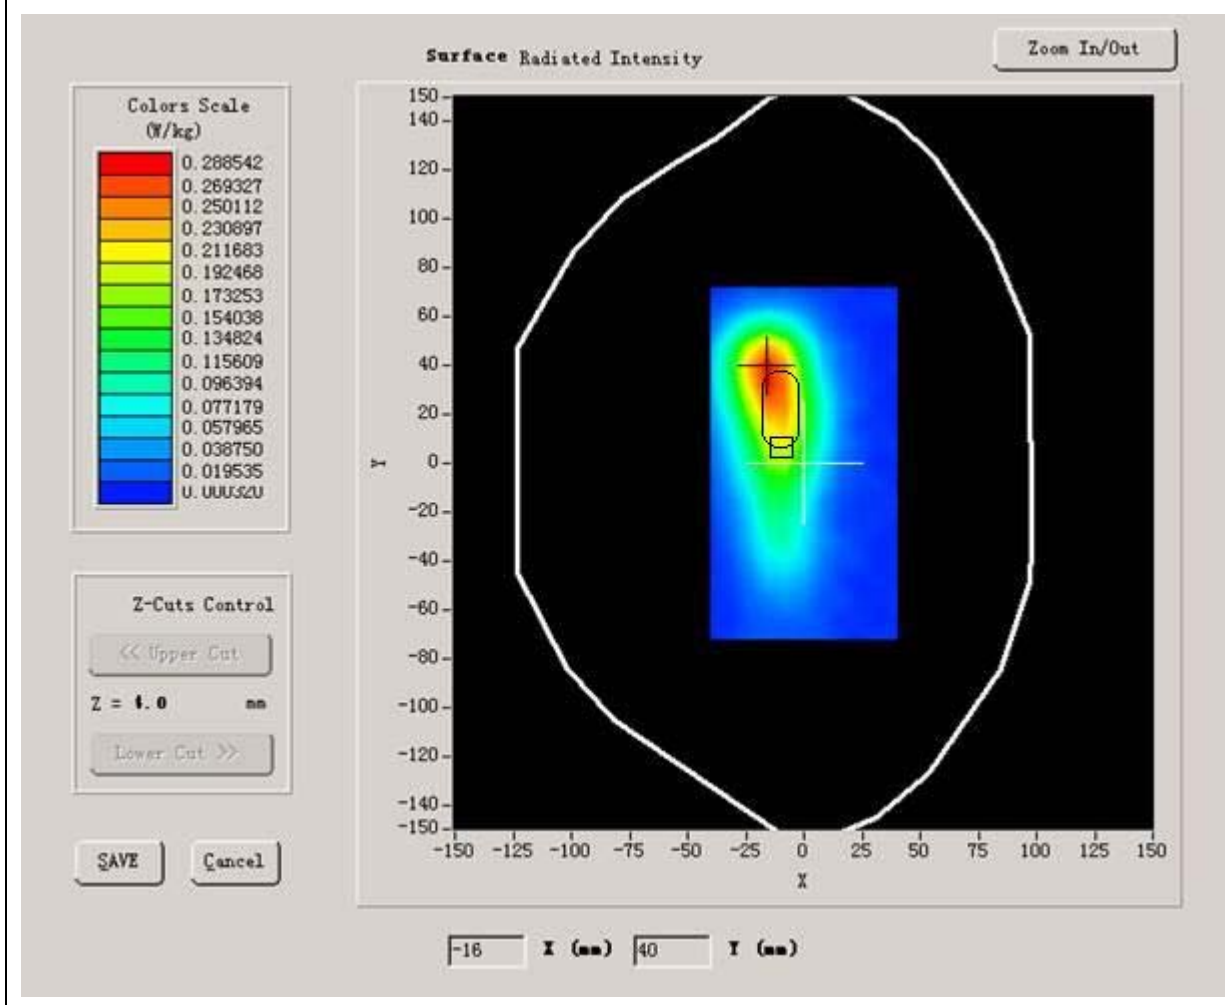 Surface Radiated Intensity
Zoom In/Out
Colors Scale
(W/kg)
0.288542
0.269327
0.250112
0.230897
0.211683
0.192468
0.173253
0.154038
0.134824
0.115609
0.096394
0.077179
0.057965
0.038750
0.019535
0.000320
150
140
120
100
80
60
40
20
0
-20
-40
-60
-80
-100
-120
-140
-150
Y
-150 -125 -100 -75 -50 -25 0 25 50 75 100 125 150
X
Z-Cuts Control
<< Upper Cut
Z = mm
Lower Cut >>
SAVE Cancel
-16 X (mm) 40 Y (mm)